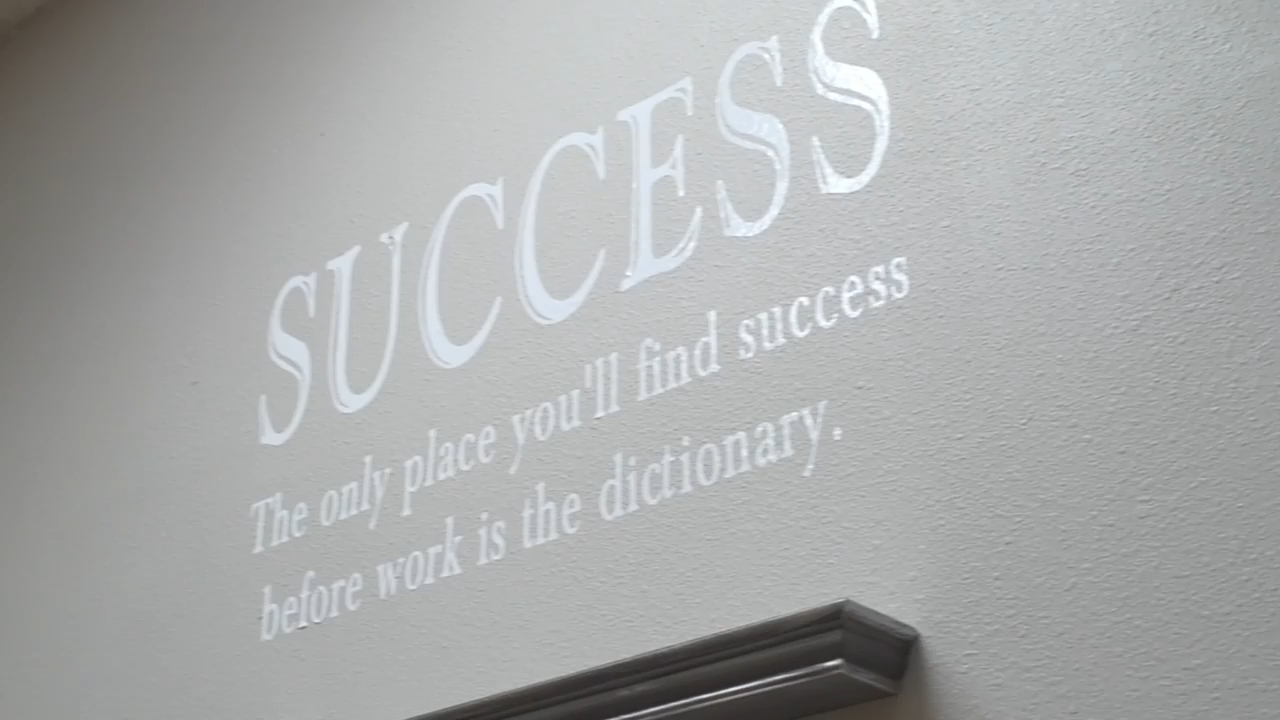 SUCCESS
The only place you'll find success
before work is the dictionary.